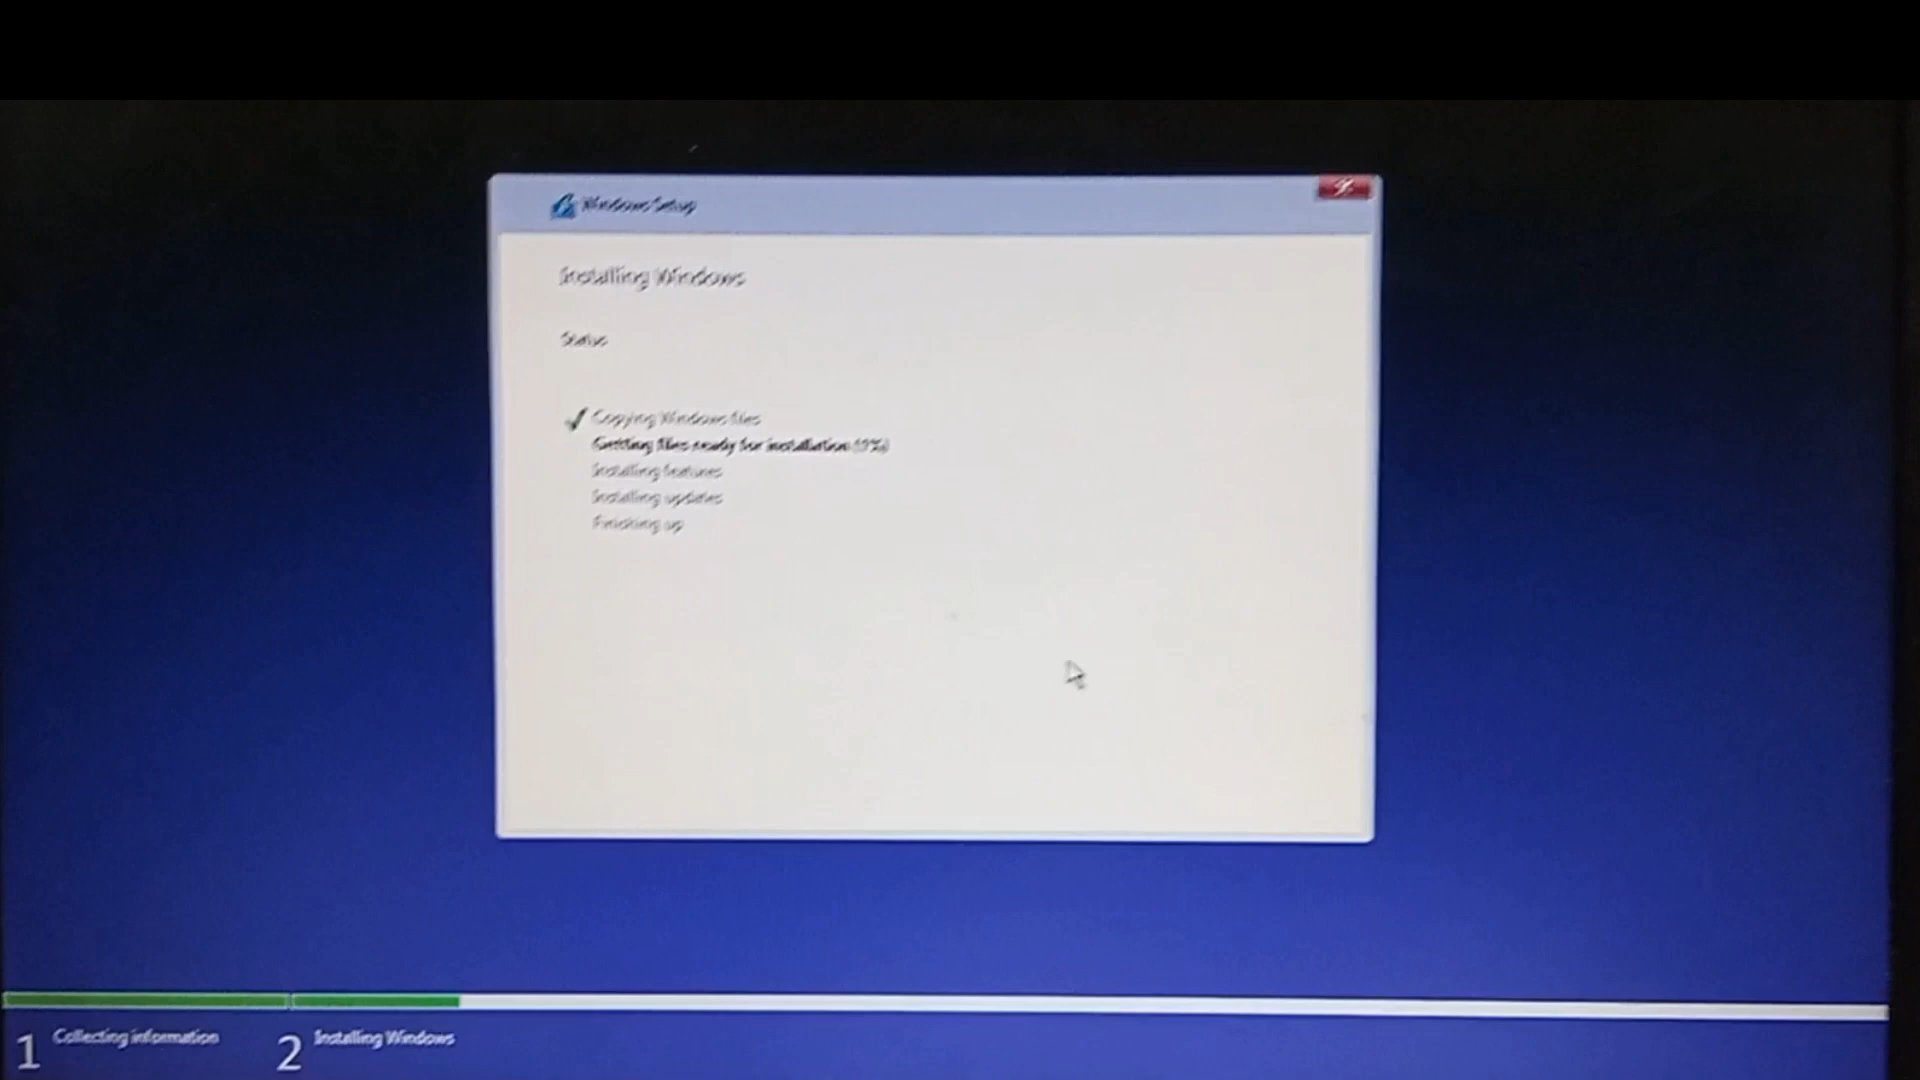 Windows Setup
Installing Windows
Status
Copying Windows files
Getting files ready for installation
Installing features
Installing updates
Finishing up
1 Collecting information
2 Installing Windows